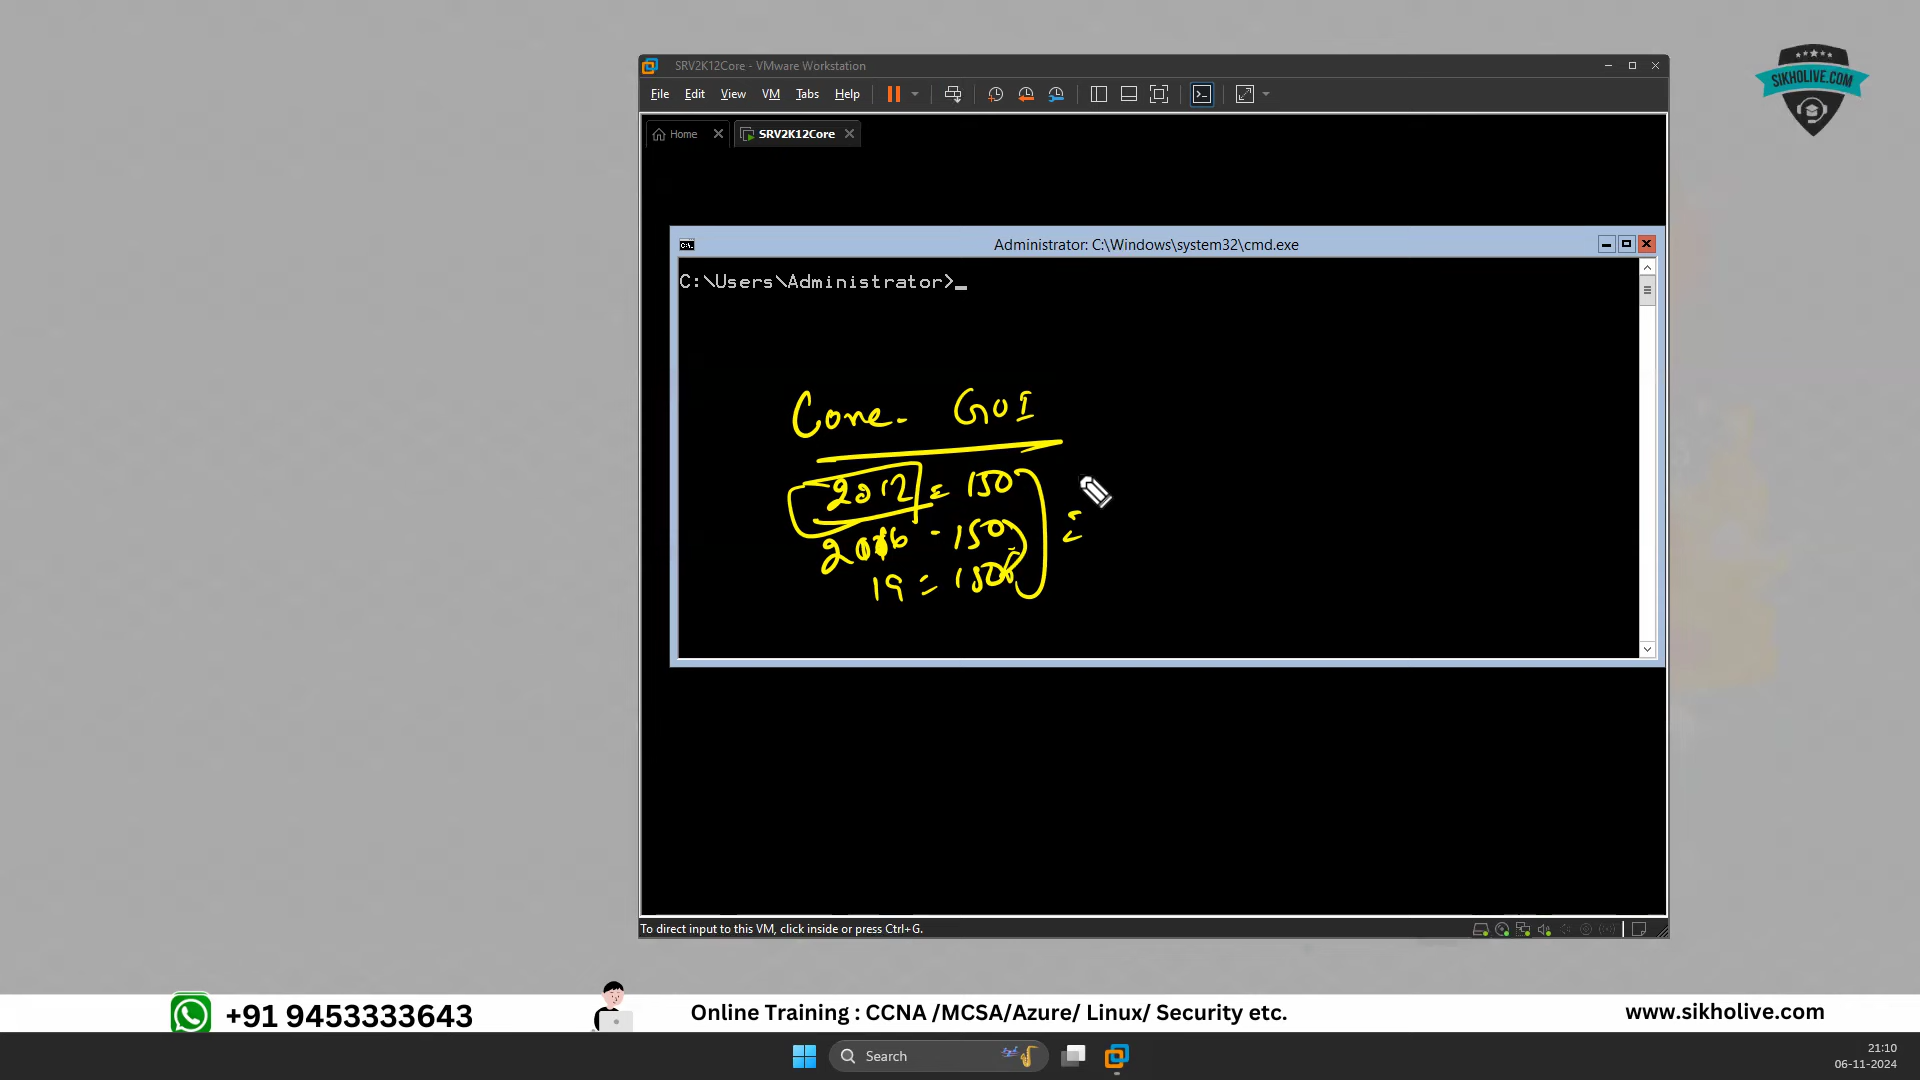 SRV2K12Core - VMware Workstation
File Edit View VM Tabs Help
Home SRV2K12Core
SIKHOLIVE.COM
Administrator: C:\Windows\system32\cmd.exe
C:\Users\Administrator>_
Core - GUI
2012 = 150
2016 - 150
19 = 150
To direct input to this VM, click inside or press Ctrl+G.
+91 9453333643
Online Training : CCNA /MCSA/Azure/ Linux/ Security etc.
www.sikholive.com
Search
21:10
06-11-2024